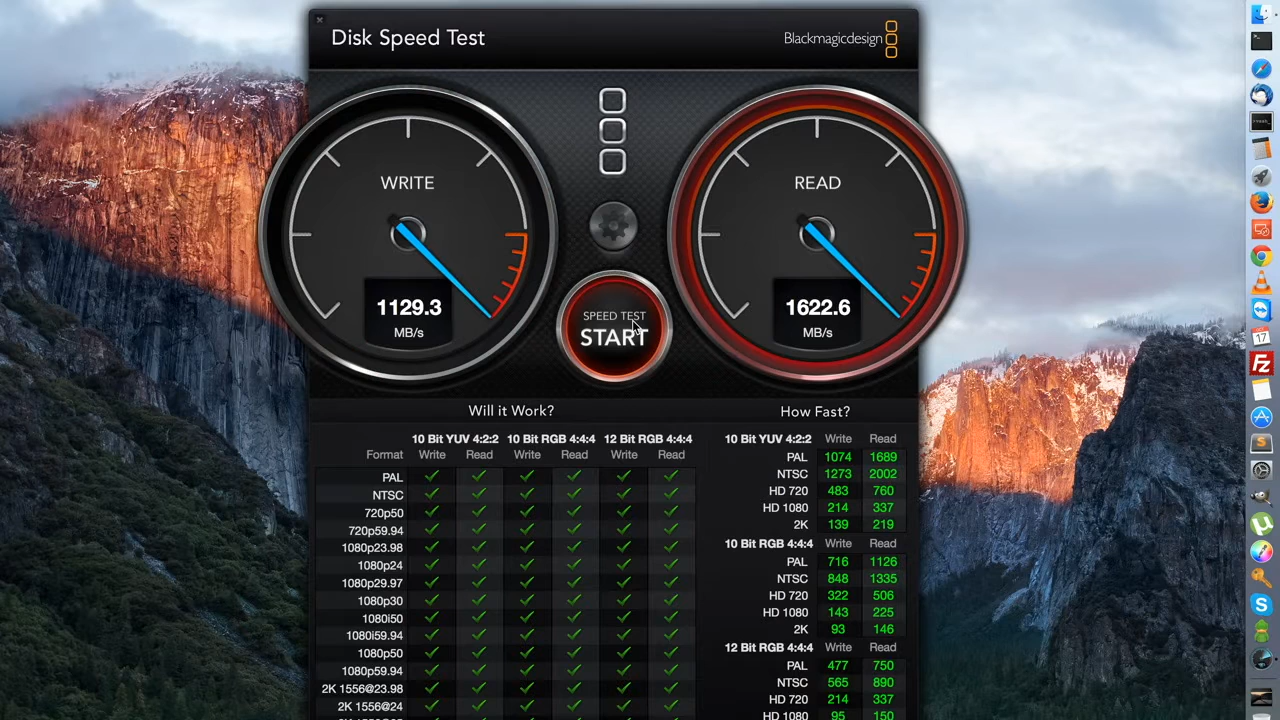 Disk Speed Test
Blackmagicdesign
WRITE
READ
1129.3
MB/s
SPEED TEST
START
1622.6
MB/s
Will it Work?
How Fast?
10 Bit YUV 4:2:2 10 Bit RGB 4:4:4 12 Bit RGB 4:4:4
Format Write Read Write Read Write Read
PAL
NTSC
720p50
720p59.94
1080p23.98
1080p24
1080p29.97
1080p30
1080i50
1080i59.94
1080p50
1080p59.94
2K 1556@23.98
2K 1556@24
10 Bit YUV 4:2:2 Write Read
PAL 1074 1689
NTSC 1273 2002
HD 720 483 760
HD 1080 214 337
2K 139 219
10 Bit RGB 4:4:4 Write Read
PAL 716 1126
NTSC 848 1335
HD 720 322 506
HD 1080 143 225
2K 93 146
12 Bit RGB 4:4:4 Write Read
PAL 477 750
NTSC 565 890
HD 720 214 337
HD 1080 95 150
17
Fz
S